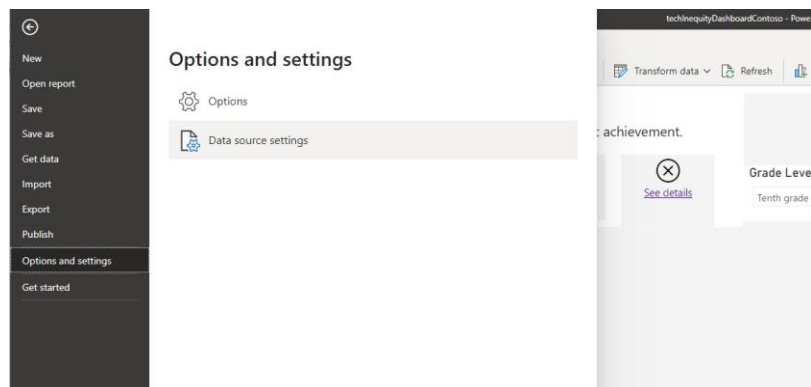 techInequityDashboardContoso - Powe
New
Open report
Save
Save as
Get data
Import
Export
Publish
Options and settings
Get started
Options and settings
Options
Data source settings
Transform data
Refresh
achievement.
See details
Grade Leve
Tenth grade